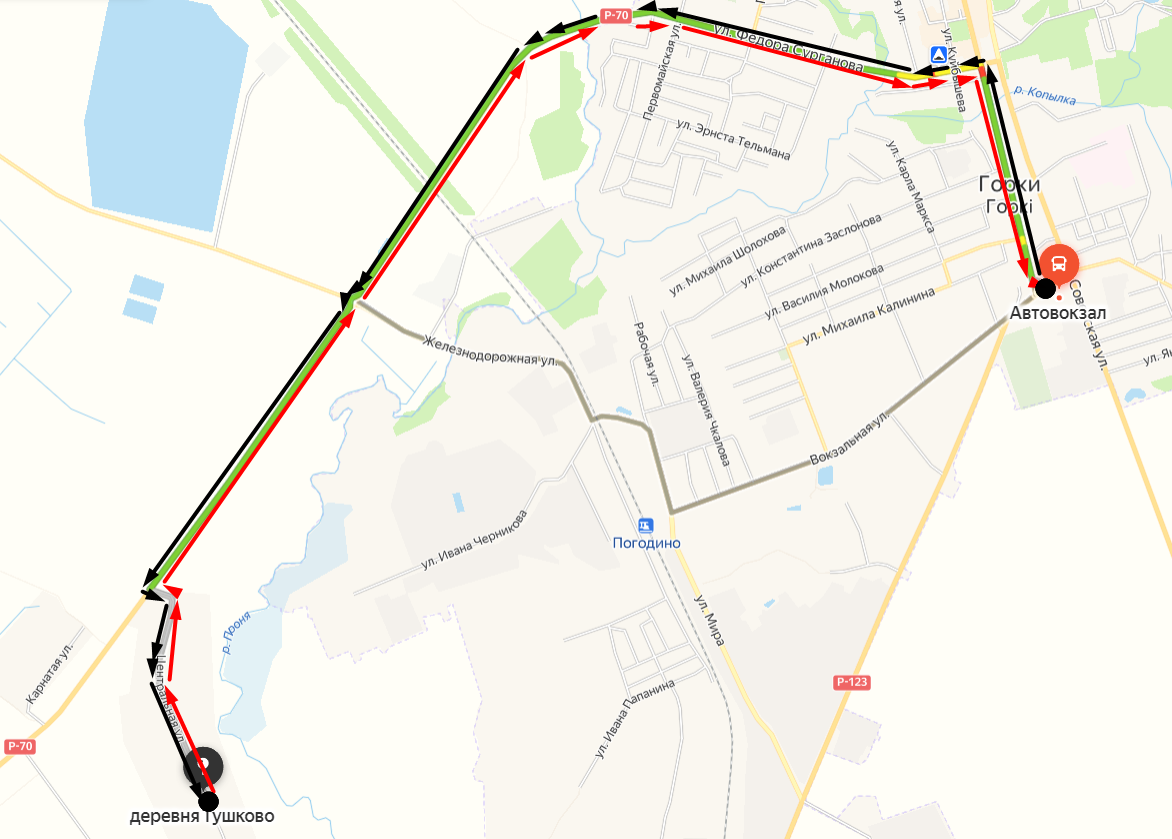 Р-70
ул. Фёдора Сурганова
Первомайская ул.
ул. Куйбышева
р. Копылка
ул. Эрнста Тельмана
ул. Карла Маркса
Горки
Горкі
ул. Михаила Шолохова
ул. Константина Заслонова
ул. Василия Молокова
ул. Михаила Калинина
Советская ул.
Автовокзал
Железнодорожная ул.
Рабочая ул.
ул. Валерия Чкалова
Вокзальная ул.
ул. Ивана Черникова
Погодино
ул. Мира
р. Проня
Карнатая ул.
Центральная ул.
ул. Ивана Папанина
Р-123
Р-70
деревня Гушково